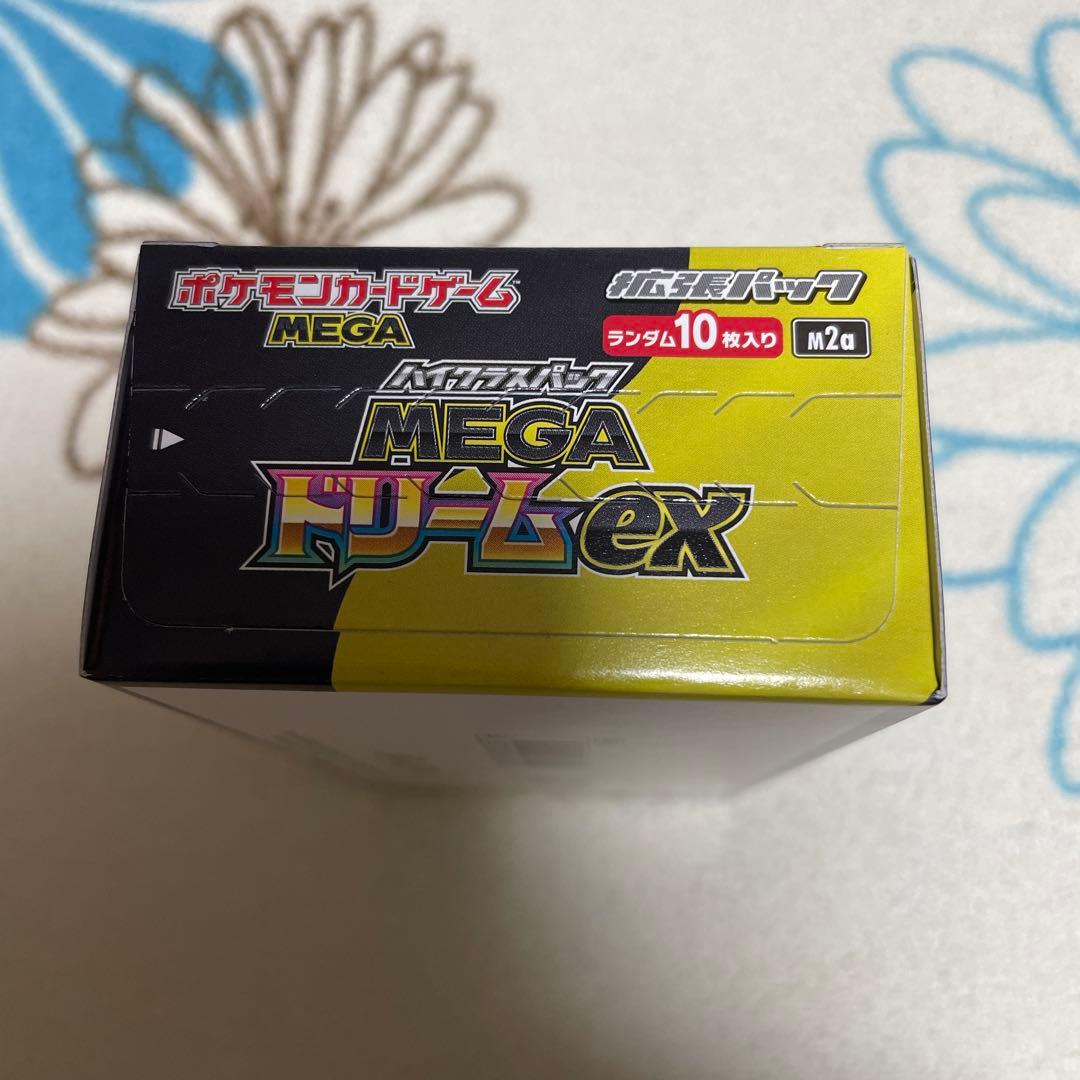 ポケモンカードゲーム™
MEGA
拡張パック
ランダム10枚入り
M2a
ハイクラスパック
MEGA
ドリームex